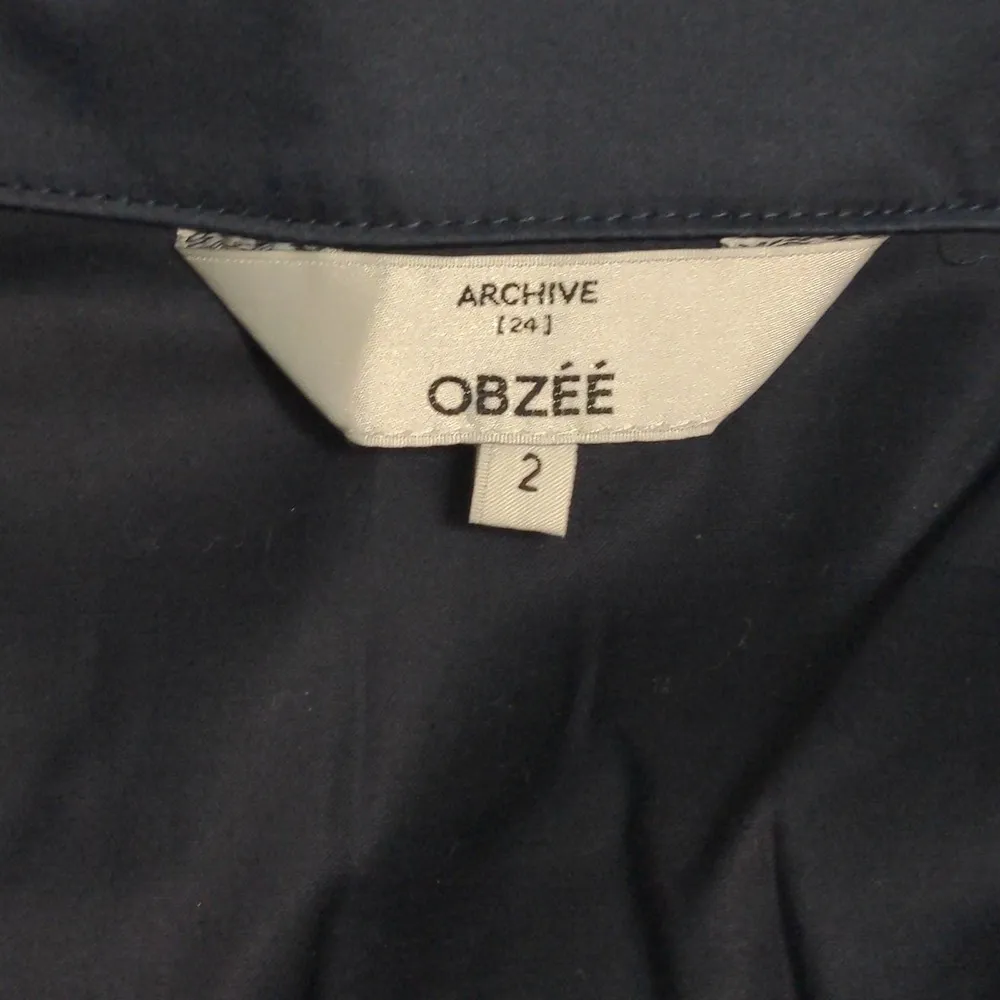 ARCHIVE
[24]
OBZÉÉ
2